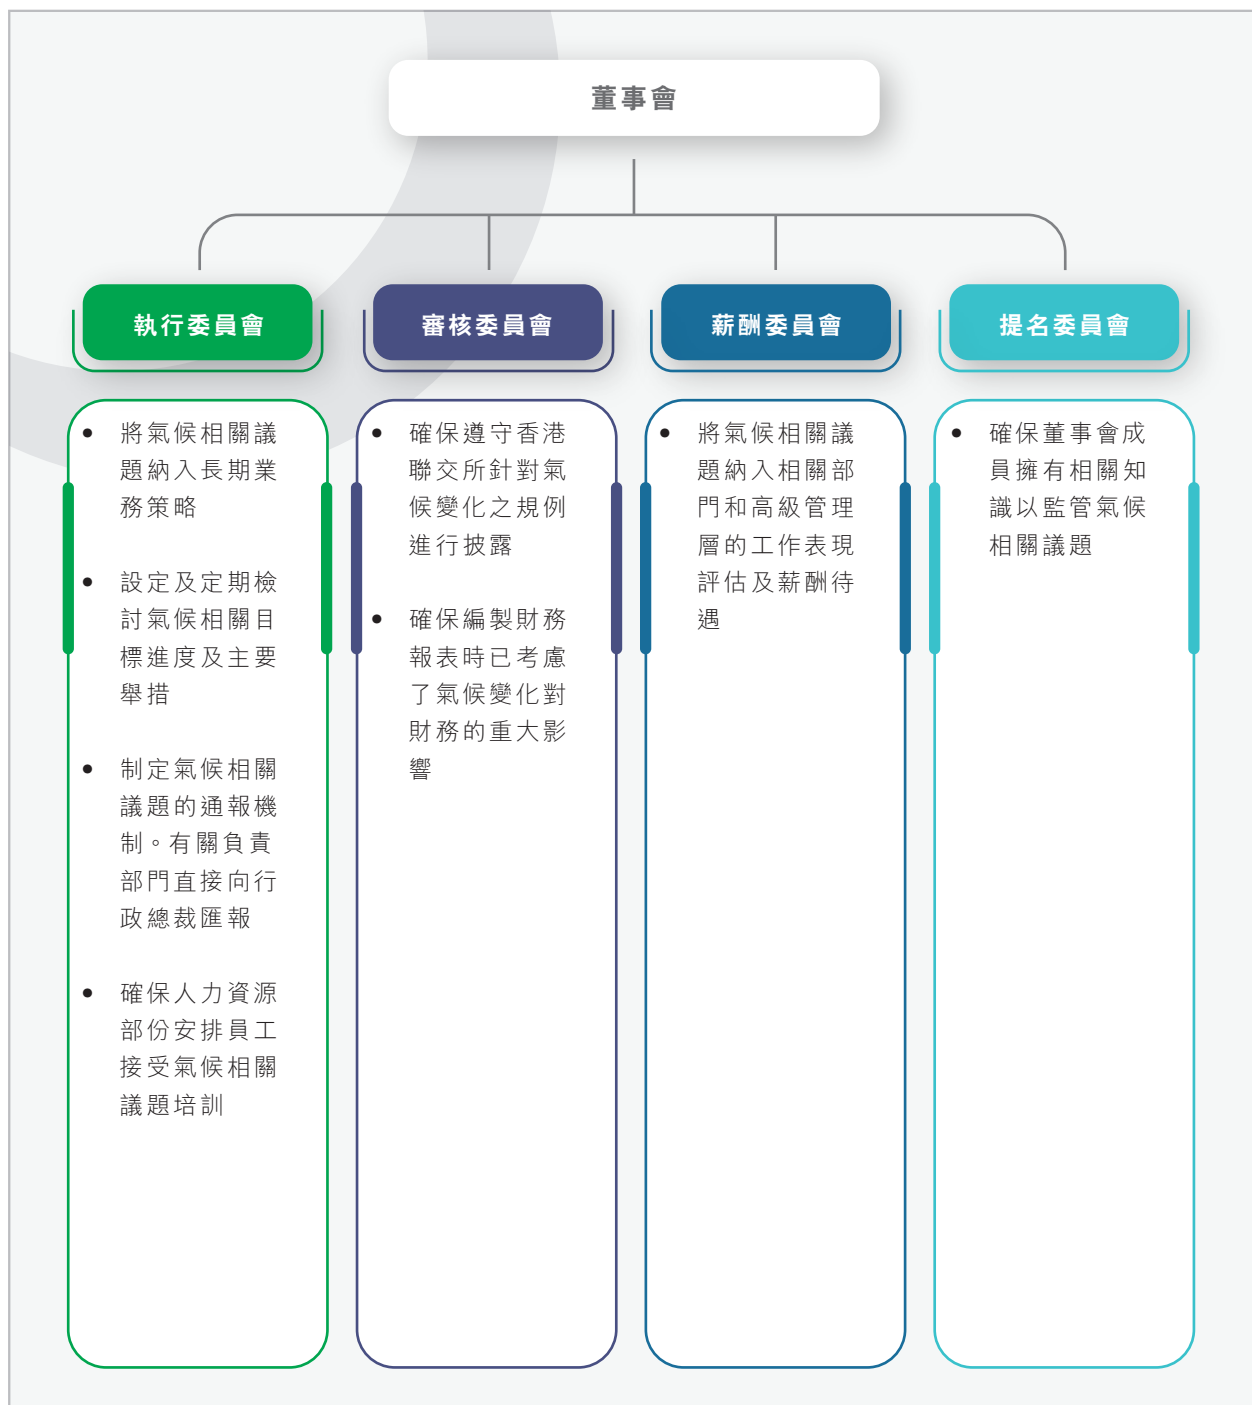 董事會
執行委員會
審核委員會
薪酬委員會
提名委員會
• 將氣候相關議
題納入長期業
務策略
• 設定及定期檢
討氣候相關目
標進度及主要
舉措
• 制定氣候相關
議題的通報機
制。有關負責
部門直接向行
政總裁匯報
• 確保人力資源
部份安排員工
接受氣候相關
議題培訓
• 確保遵守香港
聯交所針對氣
候變化之規例
進行披露
• 確保編製財務
報表時已考慮
了氣候變化對
財務的重大影
響
• 將氣候相關議
題納入相關部
門和高級管理
層的工作表現
評估及薪酬待
遇
• 確保董事會成
員擁有相關知
識以監管氣候
相關議題